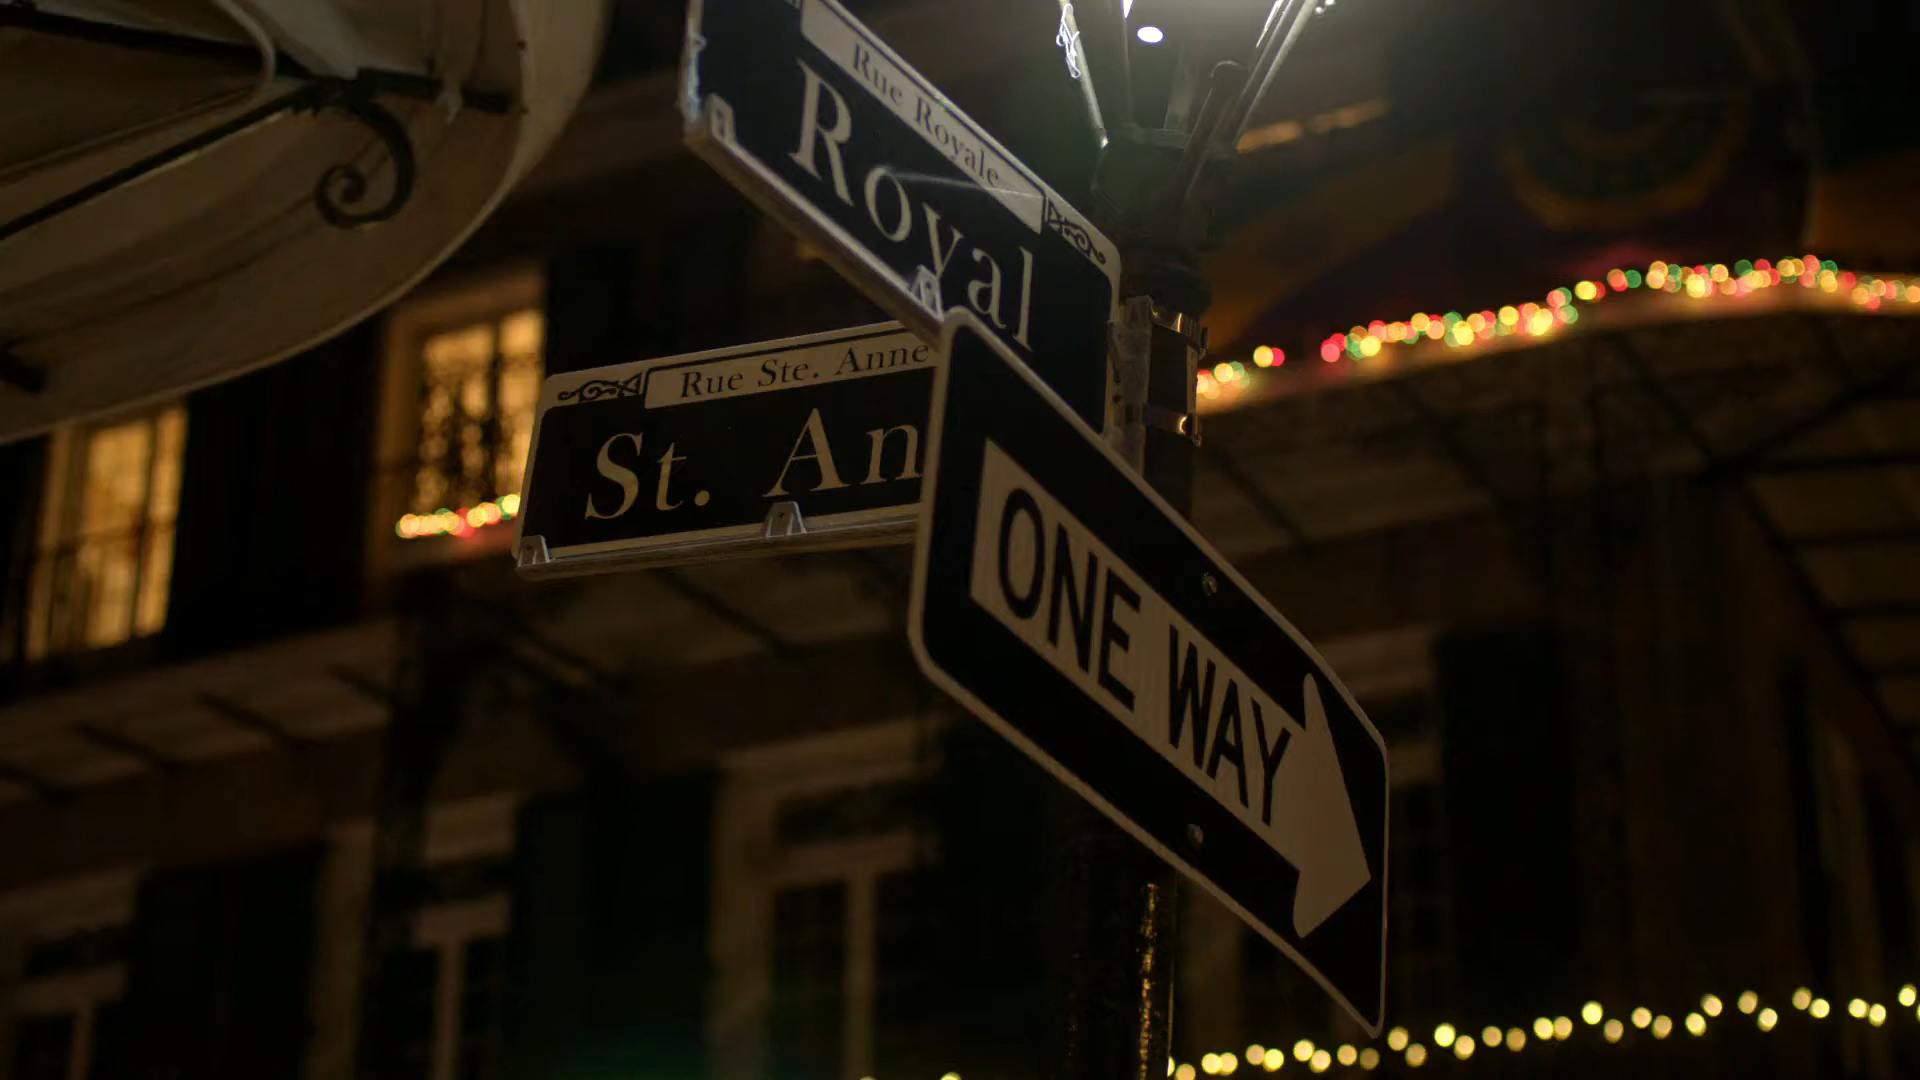 Rue Royale
Royal
Rue Ste. Anne
St. An
ONE WAY